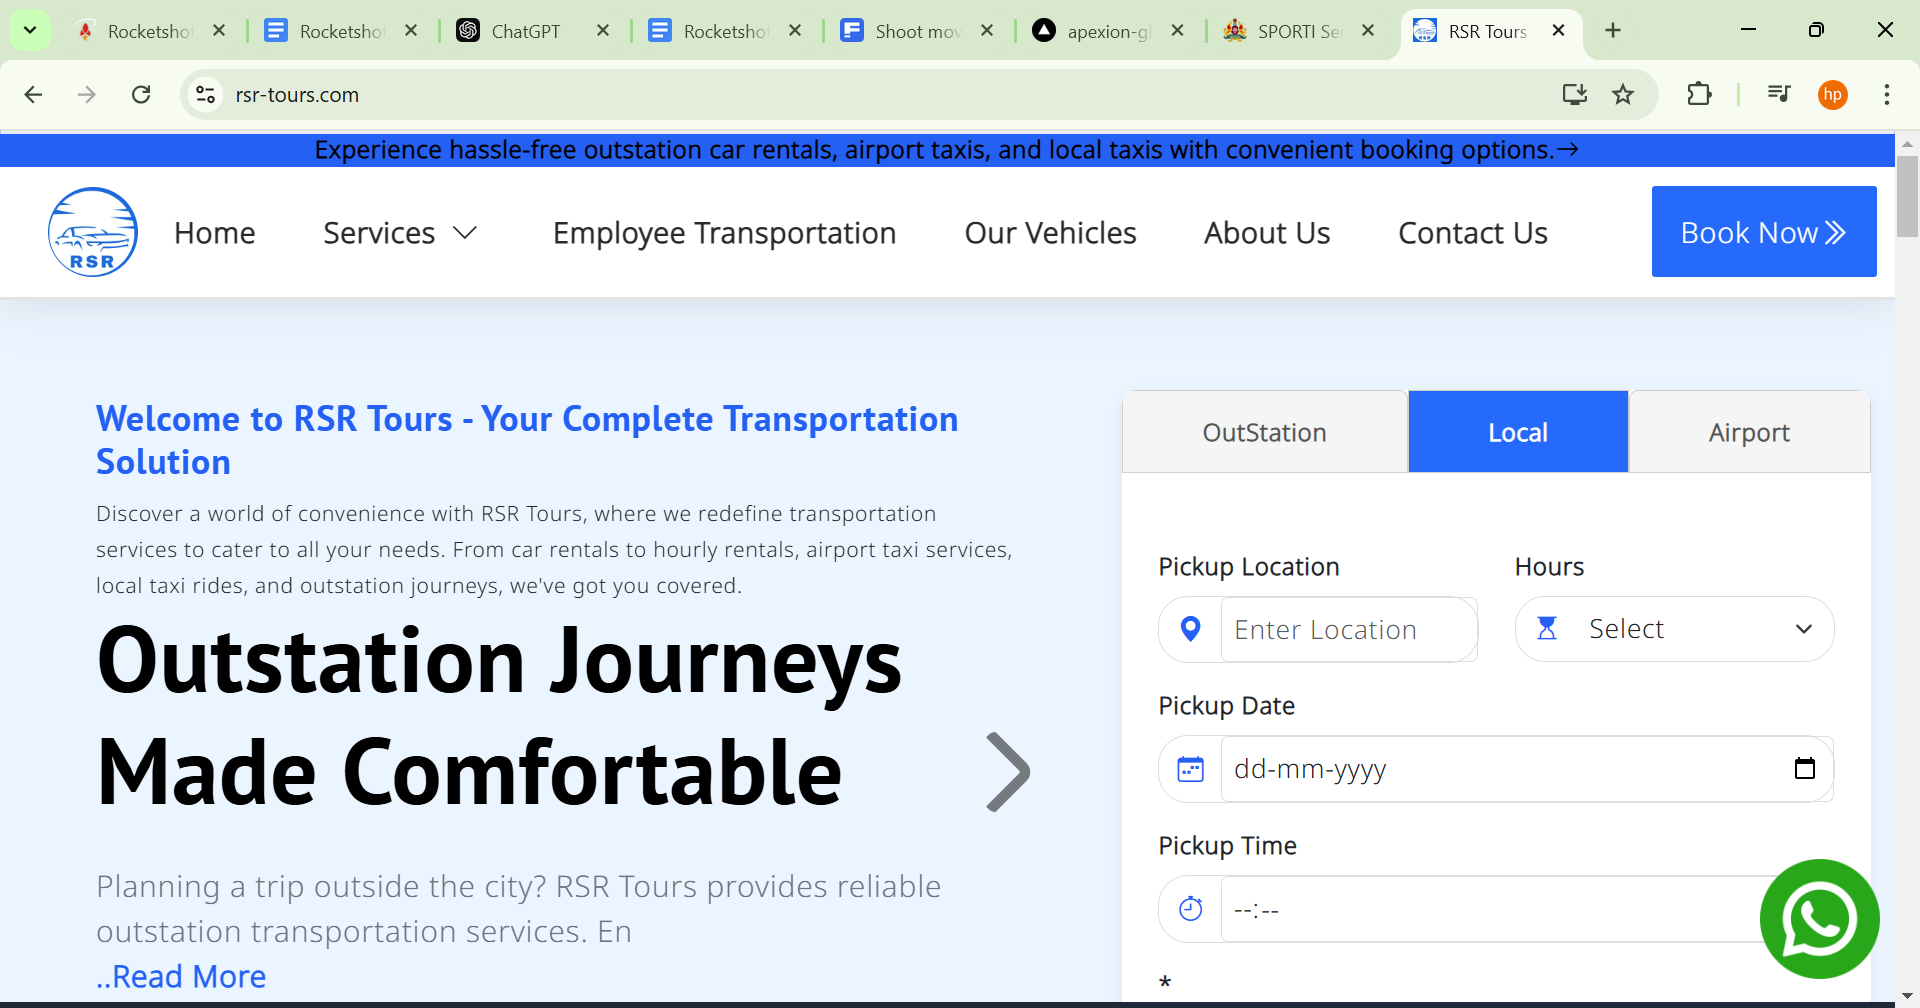 Rocketshot
Rocketshot
ChatGPT
Rocketshot
Shoot mov
apexion-gl
SPORTI Se
RSR Tours
rsr-tours.com
hp
Experience hassle-free outstation car rentals, airport taxis, and local taxis with convenient booking options.→
RSR
Home
Services
Employee Transportation
Our Vehicles
About Us
Contact Us
Book Now
Welcome to RSR Tours - Your Complete Transportation
Solution
Discover a world of convenience with RSR Tours, where we redefine transportation
services to cater to all your needs. From car rentals to hourly rentals, airport taxi services,
local taxi rides, and outstation journeys, we've got you covered.
Outstation Journeys
Made Comfortable
Planning a trip outside the city? RSR Tours provides reliable
outstation transportation services. En
..Read More
OutStation
Local
Airport
Pickup Location
Hours
Enter Location
Select
Pickup Date
dd-mm-yyyy
Pickup Time
--:--
*